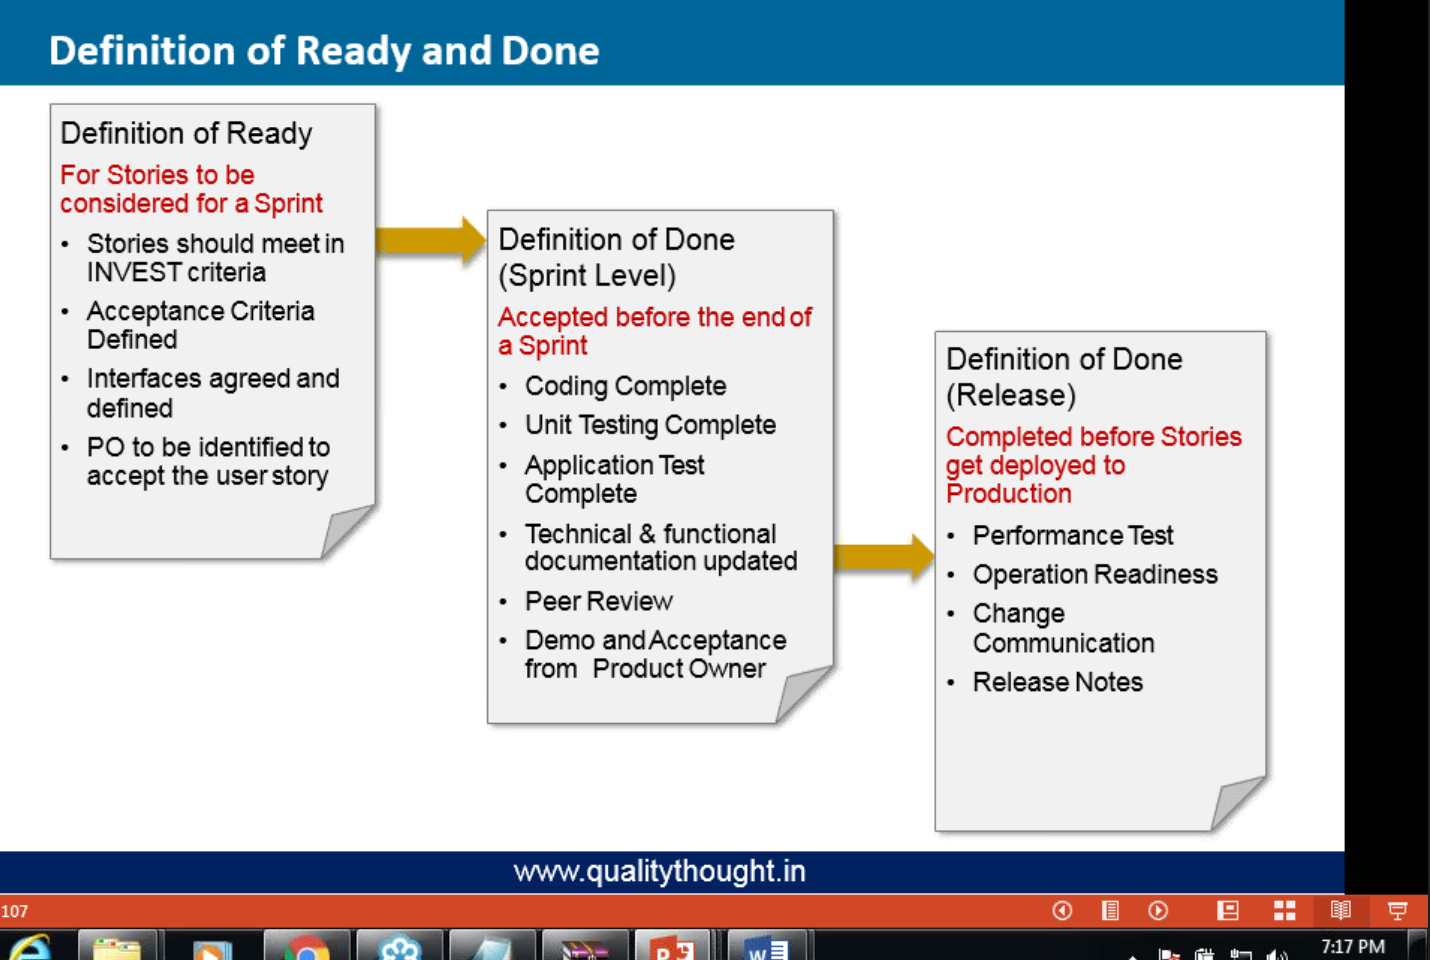 Definition of Ready and Done
Definition of Ready
For Stories to be
considered for a Sprint
• Stories should meet in
INVEST criteria
• Acceptance Criteria
Defined
• Interfaces agreed and
defined
• PO to be identified to
accept the user story
Definition of Done
(Sprint Level)
Accepted before the end of
a Sprint
• Coding Complete
• Unit Testing Complete
• Application Test
Complete
• Technical & functional
documentation updated
• Peer Review
• Demo and Acceptance
from Product Owner
Definition of Done
(Release)
Completed before Stories
get deployed to
Production
• Performance Test
• Operation Readiness
• Change
Communication
• Release Notes
www.qualitythought.in
107
7:17 PM